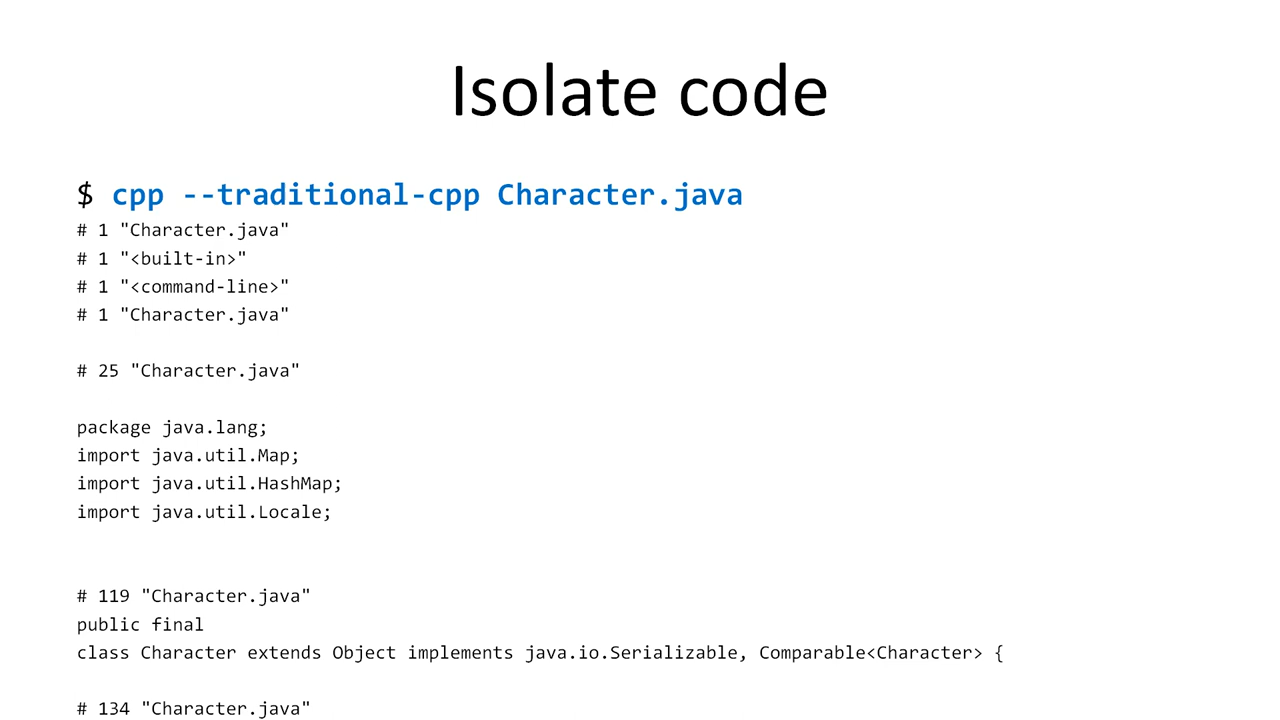 Isolate code
$ cpp --traditional-cpp Character.java
# 1 "Character.java"
# 1 "<built-in>"
# 1 "<command-line>"
# 1 "Character.java"
# 25 "Character.java"
package java.lang;
import java.util.Map;
import java.util.HashMap;
import java.util.Locale;
# 119 "Character.java"
public final
class Character extends Object implements java.io.Serializable, Comparable<Character> {
# 134 "Character.java"